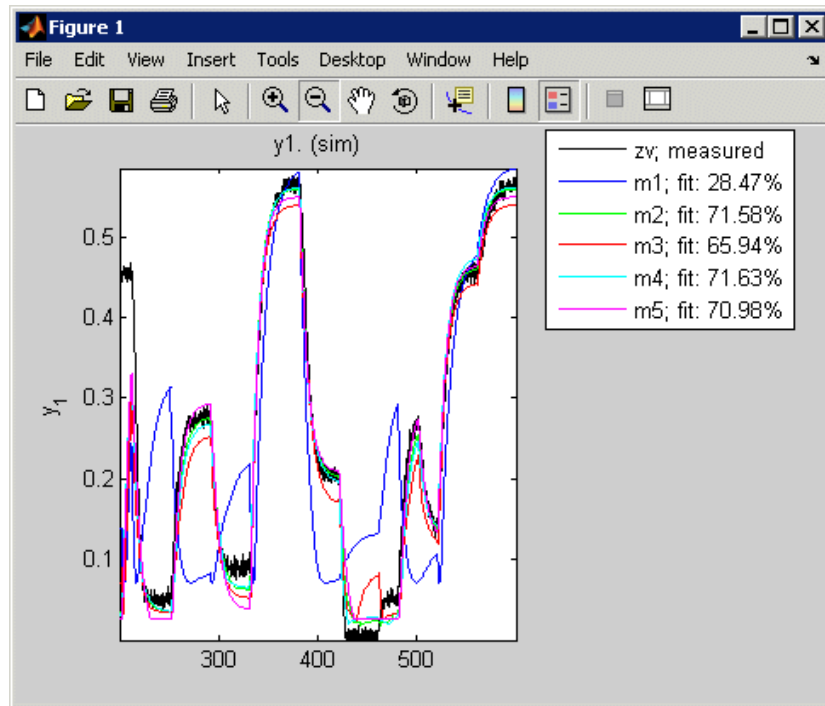 Figure 1
File Edit View Insert Tools Desktop Window Help
y1. (sim)
zv; measured
m1; fit: 28.47%
m2; fit: 71.58%
m3; fit: 65.94%
m4; fit: 71.63%
m5; fit: 70.98%
0.5
0.4
0.3
0.2
0.1
y1
300 400 500